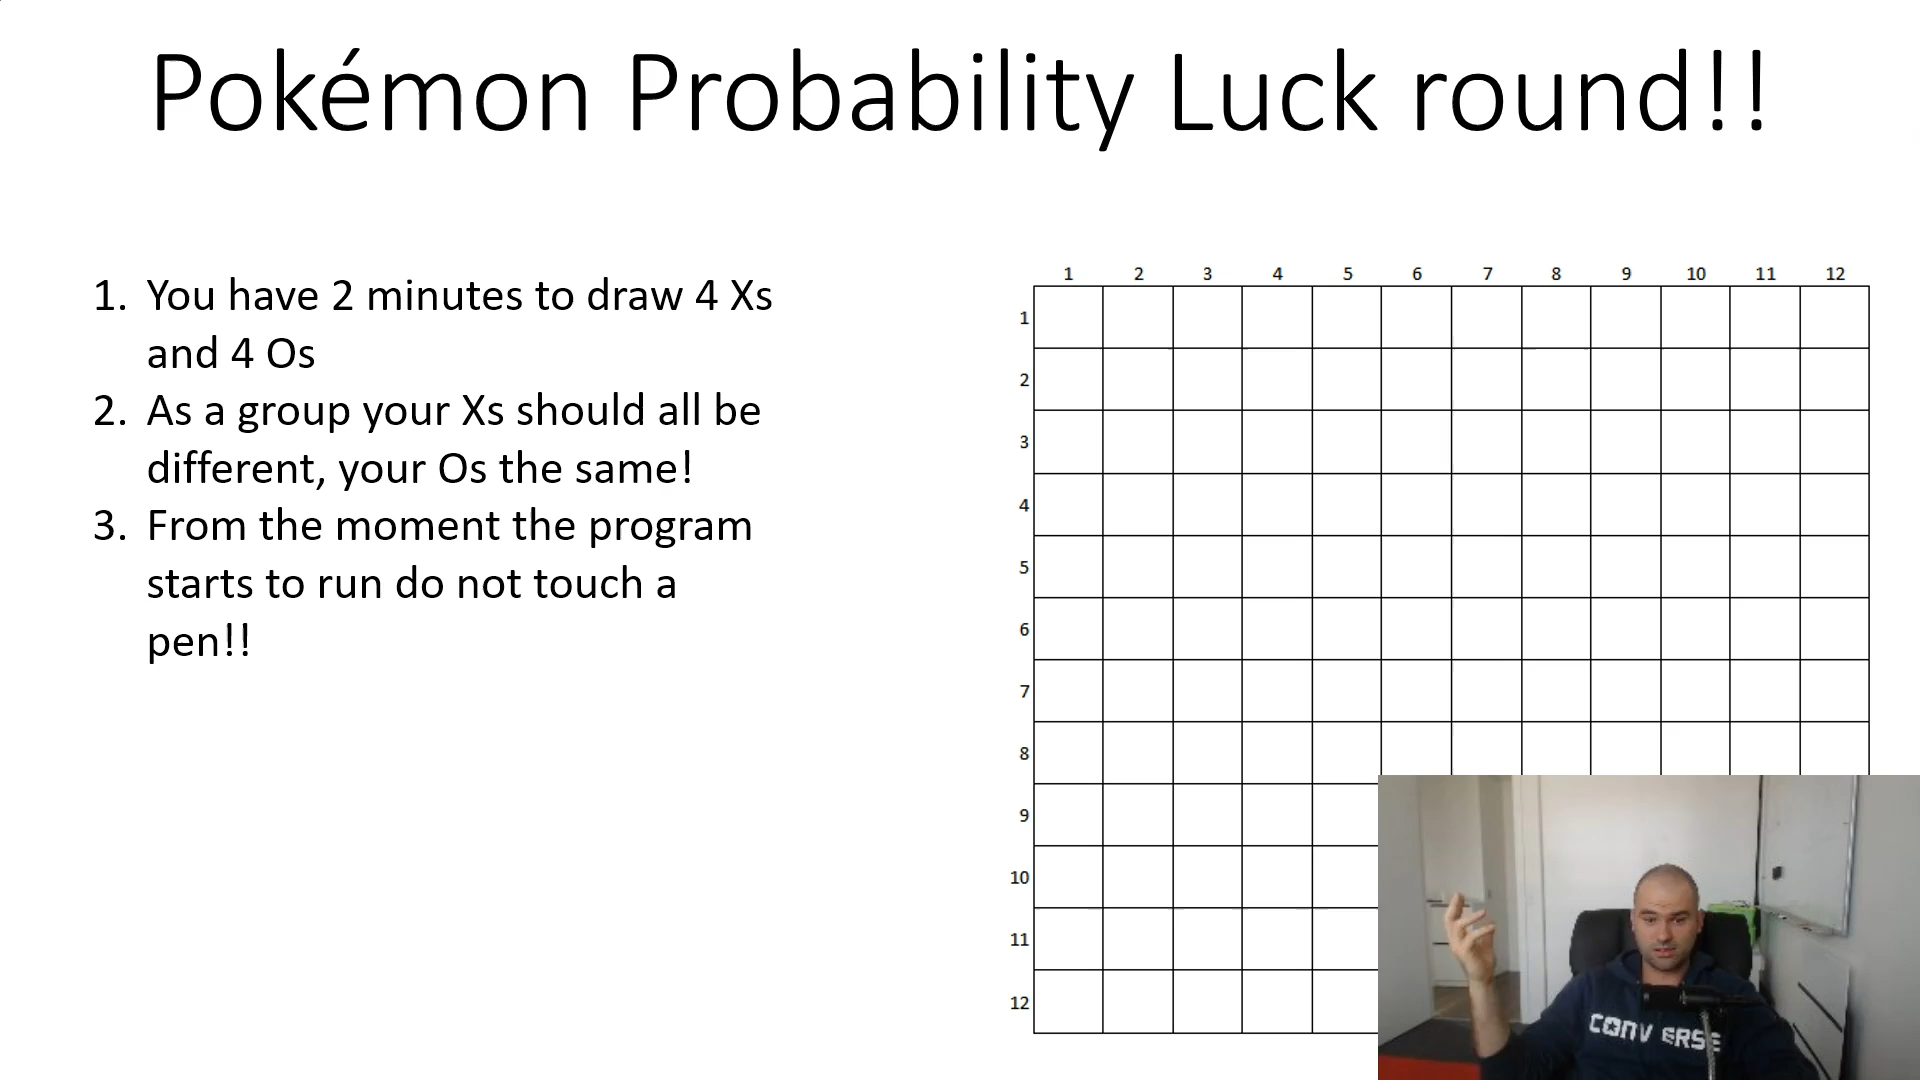 Pokémon Probability Luck round!!
1. You have 2 minutes to draw 4 Xs
and 4 Os
2. As a group your Xs should all be
different, your Os the same!
3. From the moment the program
starts to run do not touch a
pen!!
1 2 3 4 5 6 7 8 9 10 11 12
1
2
3
4
5
6
7
8
9
10
11
12
CONVERSE